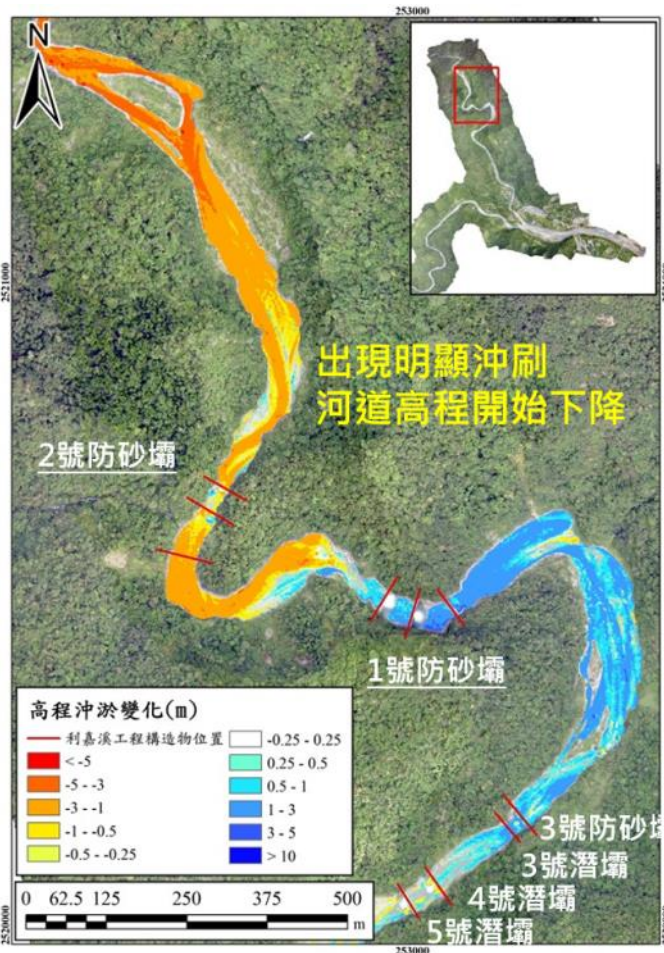 253000
N
2521000
出現明顯沖刷
河道高程開始下降
2號防砂壩
1號防砂壩
3號防砂壩
3號潛壩
4號潛壩
5號潛壩
高程沖淤變化(m)
利嘉溪工程構造物位置
< -5
-5 - -3
-3 - -1
-1 - -0.5
-0.5 - -0.25
-0.25 - 0.25
0.25 - 0.5
0.5 - 1
1 - 3
3 - 5
> 10
0 62.5 125 250 375 500
m
2520000
253000